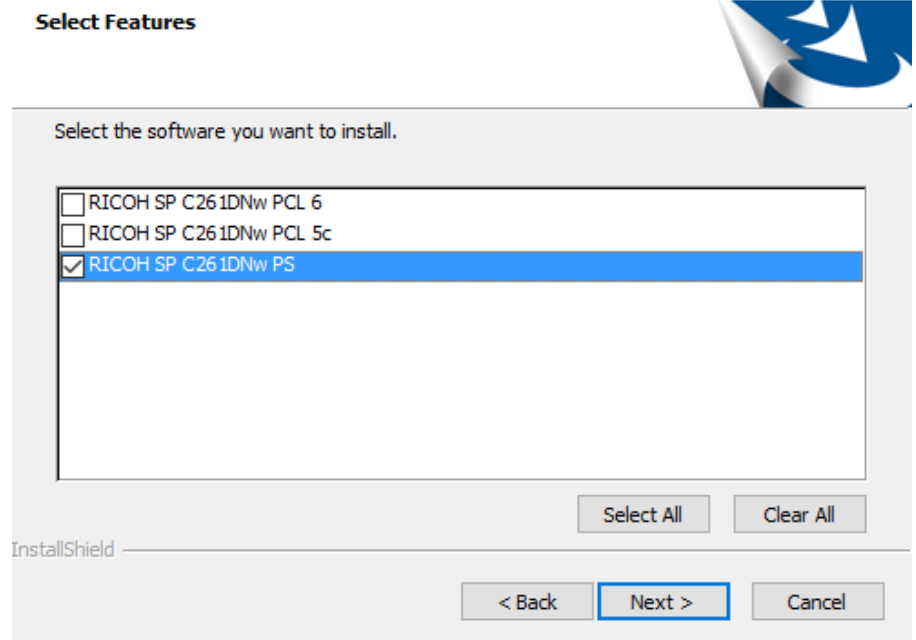 Select Features
Select the software you want to install.
RICOH SP C261DNw PCL 6
RICOH SP C261DNw PCL 5c
RICOH SP C261DNw PS
Select All
Clear All
InstallShield
< Back
Next >
Cancel